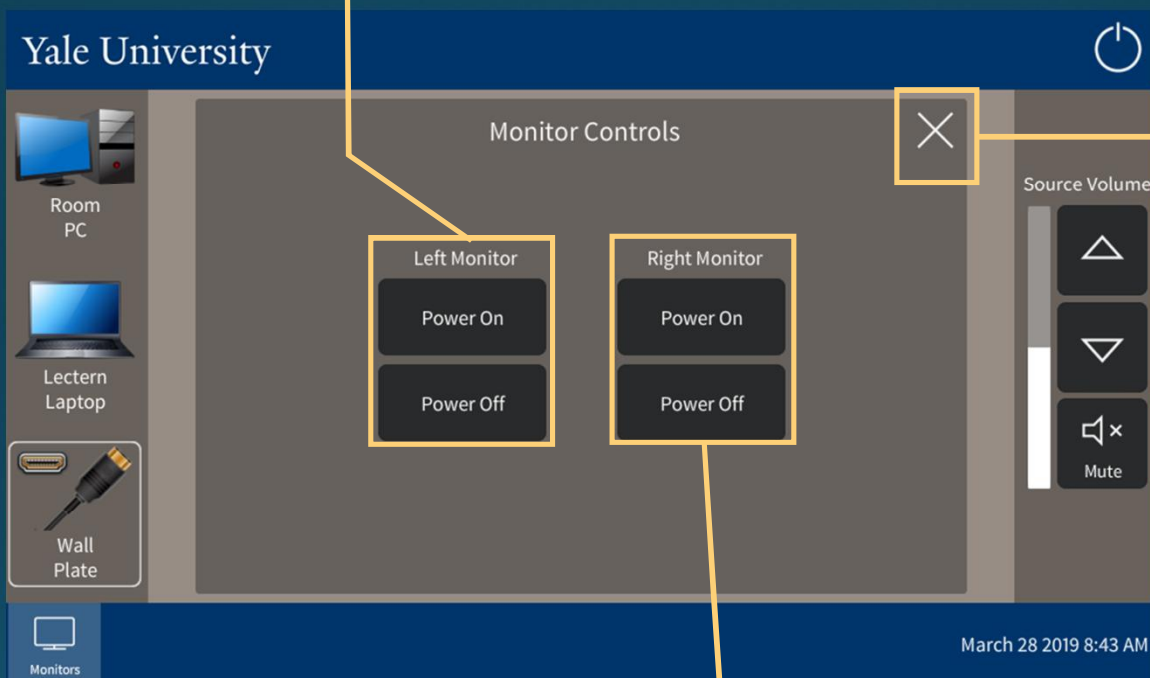 Yale University
Room
PC
Lectern
Laptop
Wall
Plate
Monitor Controls
Left Monitor
Power On
Power Off
Right Monitor
Power On
Power Off
Source Volume
Mute
Monitors
March 28 2019 8:43 AM